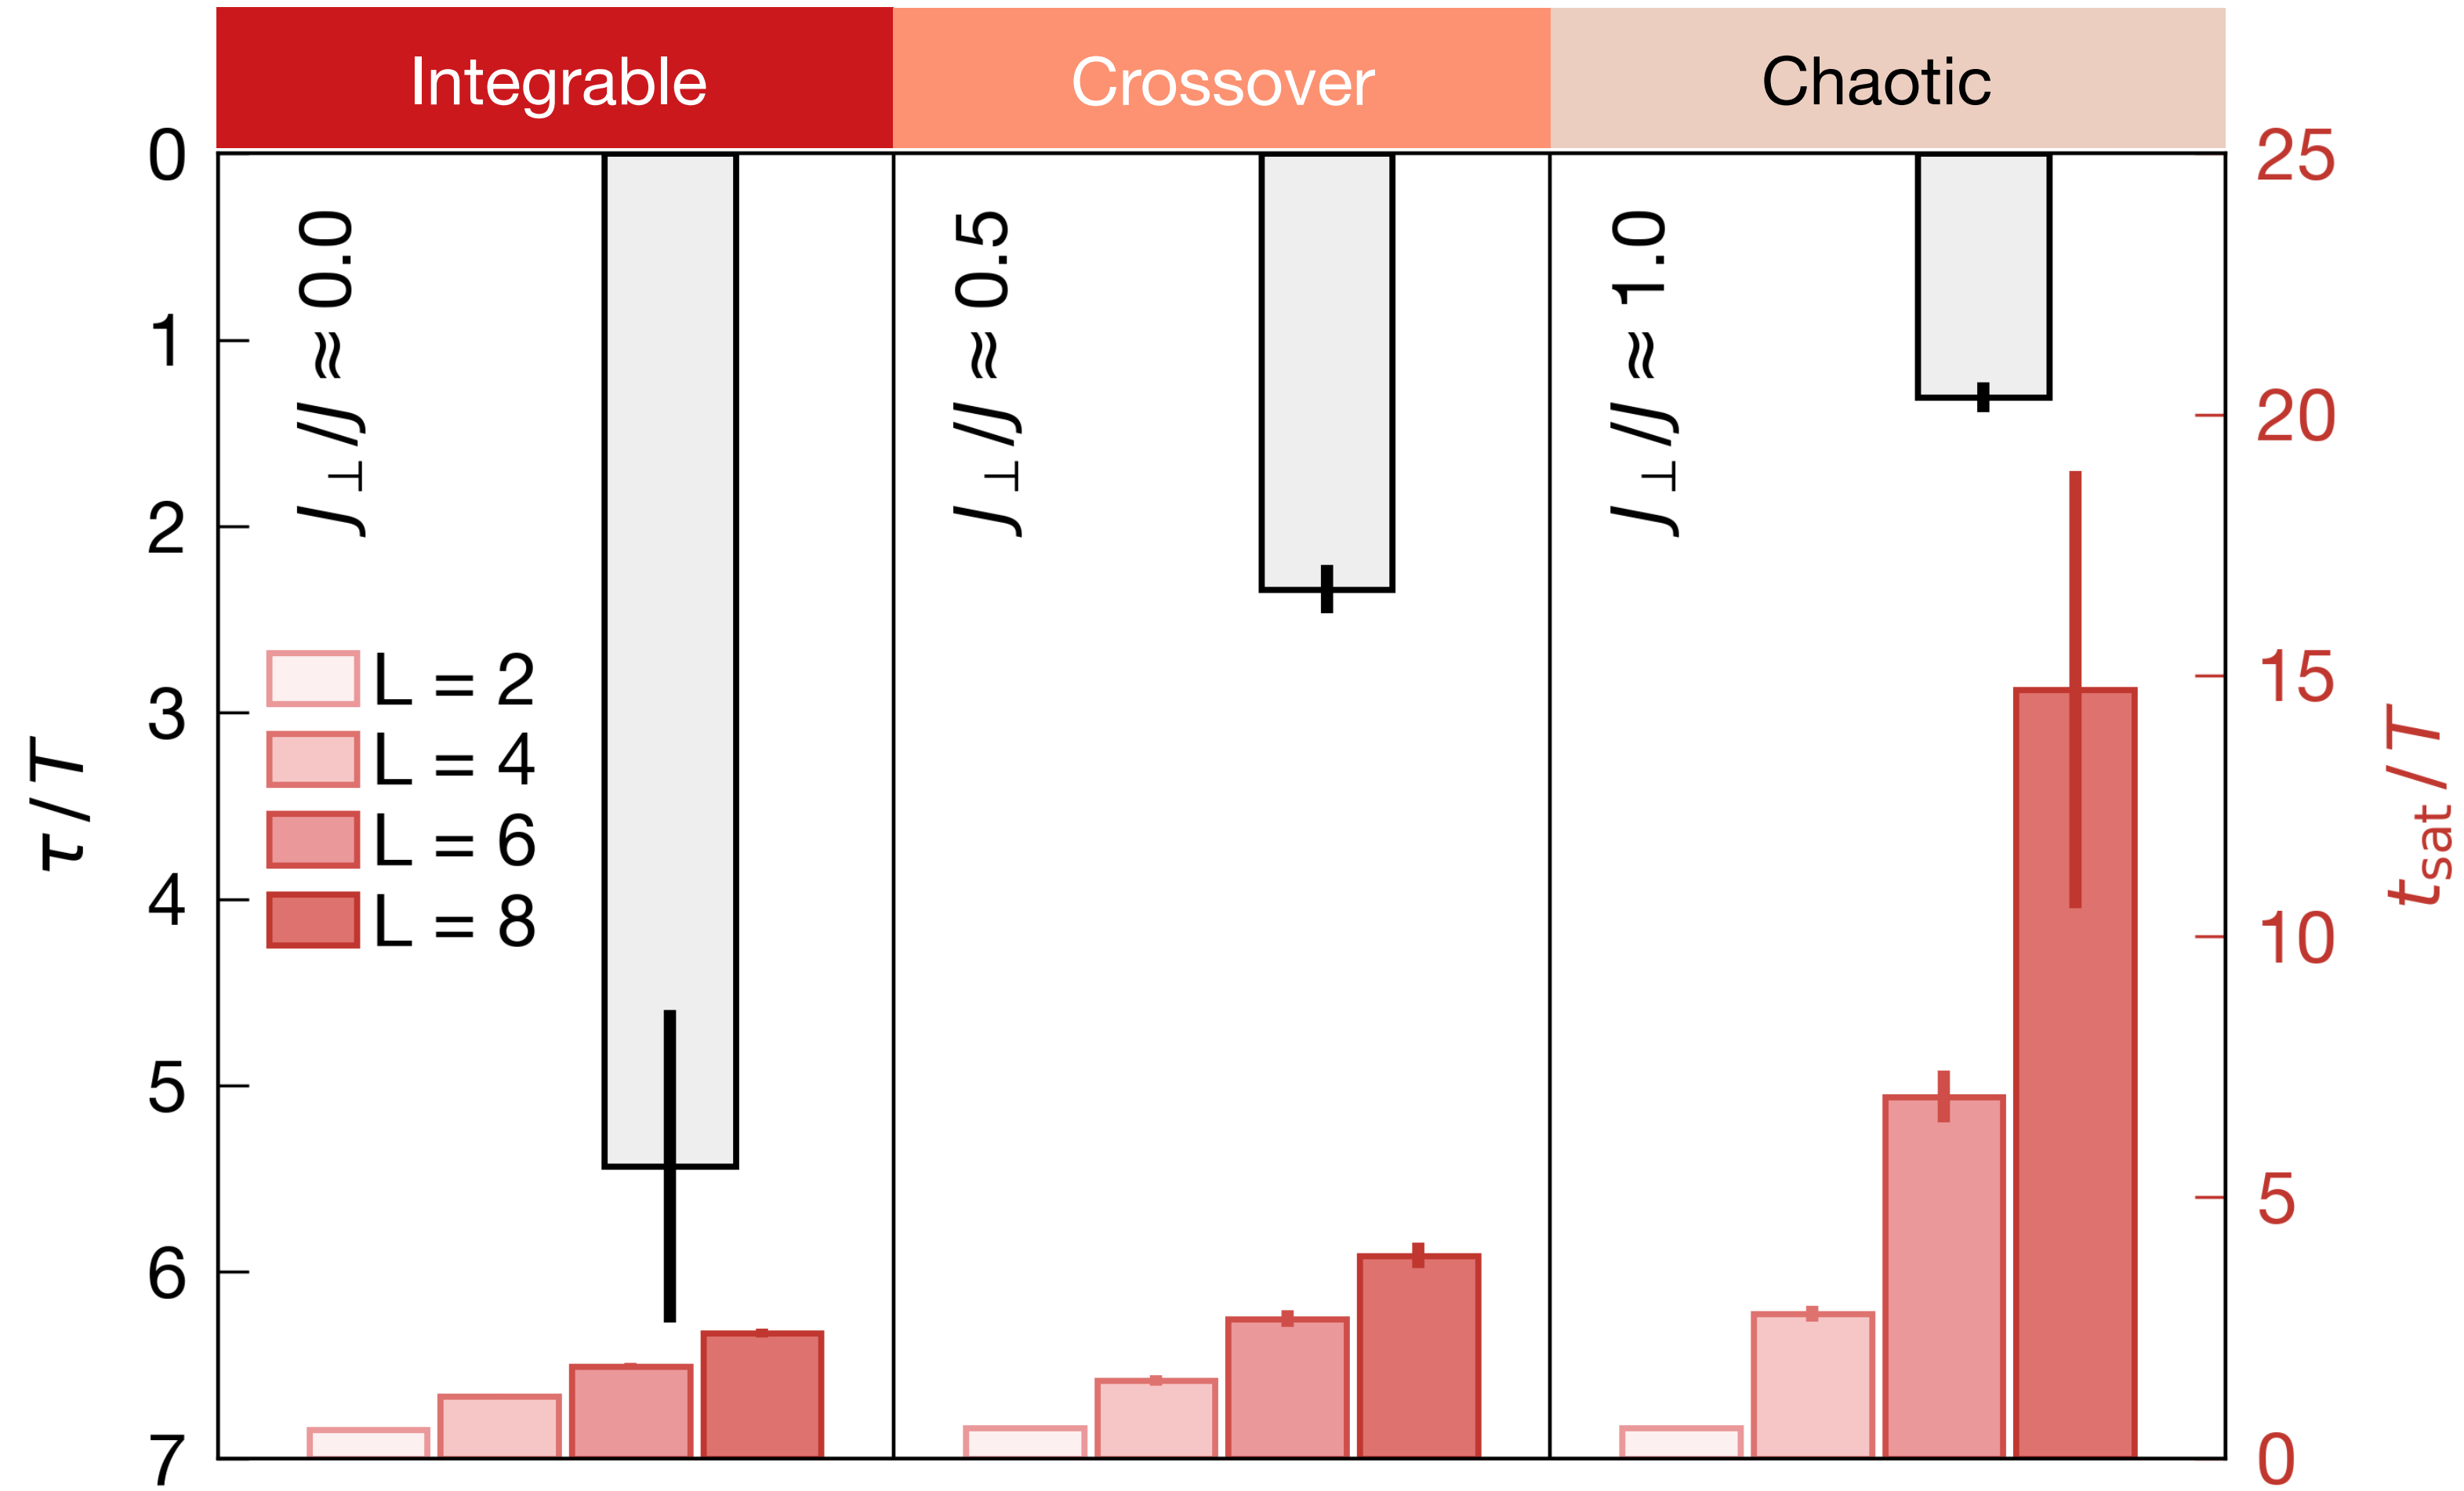 Integrable Crossover Chaotic
0
1
2
3
4
5
6
7
τ / T
J⊥/J ≈ 0.0
J⊥/J ≈ 0.5
J⊥/J ≈ 1.0
L = 2
L = 4
L = 6
L = 8
25
20
15
10
5
0
tsat / T